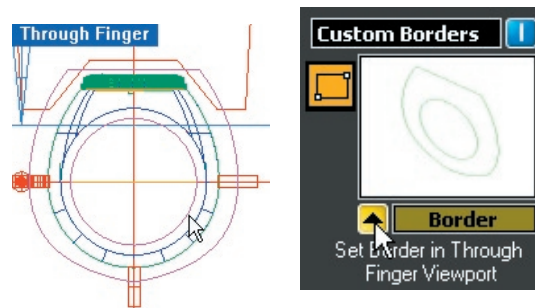 Through Finger
Custom Borders
Border
Set Border in Through
Finger Viewport